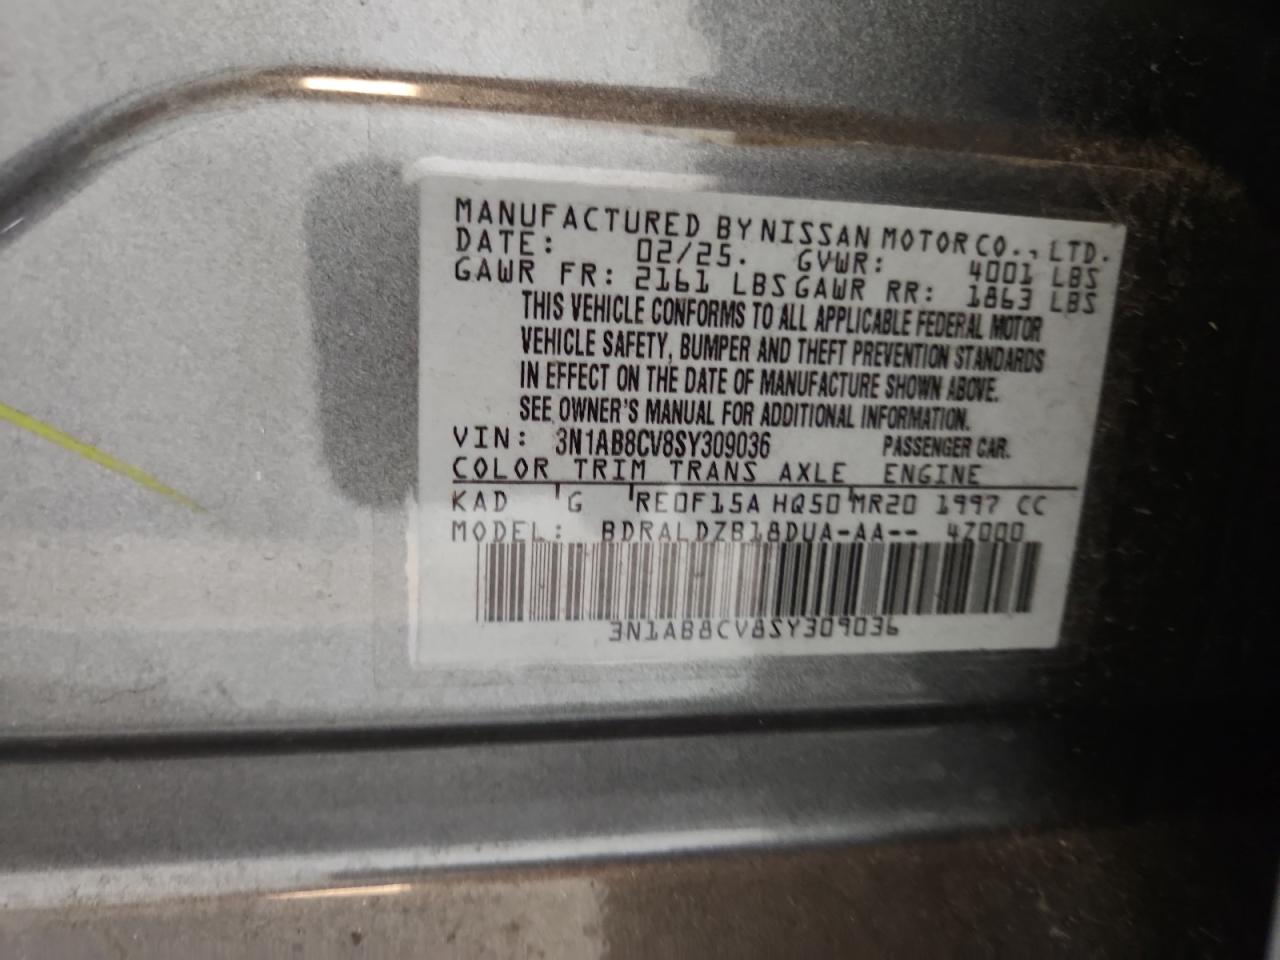 MANUFACTURED BY NISSAN MOTOR CO., LTD.
DATE: 02/25. GVWR: 4001 LBS
GAWR FR: 2161 LBS GAWR RR: 1863 LBS
THIS VEHICLE CONFORMS TO ALL APPLICABLE FEDERAL MOTOR
VEHICLE SAFETY, BUMPER AND THEFT PREVENTION STANDARDS
IN EFFECT ON THE DATE OF MANUFACTURE SHOWN ABOVE.
SEE OWNER'S MANUAL FOR ADDITIONAL INFORMATION.
VIN: 3N1AB8CV8SY309036 PASSENGER CAR.
COLOR TRIM TRANS AXLE ENGINE
KAD G RE0F15A HQ50 MR20 1997 CC
MODEL: BDRALDZB18DUA-AA-- 4Z000
3N1AB8CV8SY309036